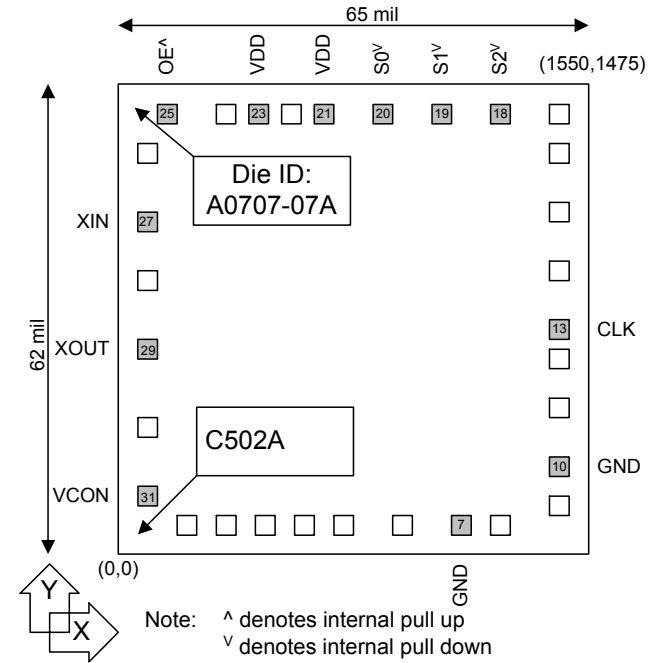 65 mil
OE^
VDD
VDD
S0V
S1V
S2V
(1550,1475)
25
23
21
20
19
18
Die ID:
A0707-07A
XIN
27
62 mil
XOUT
29
13
CLK
C502A
VCON
31
10
GND
7
(0,0)
GND
Y
X
Note: ^ denotes internal pull up
V denotes internal pull down